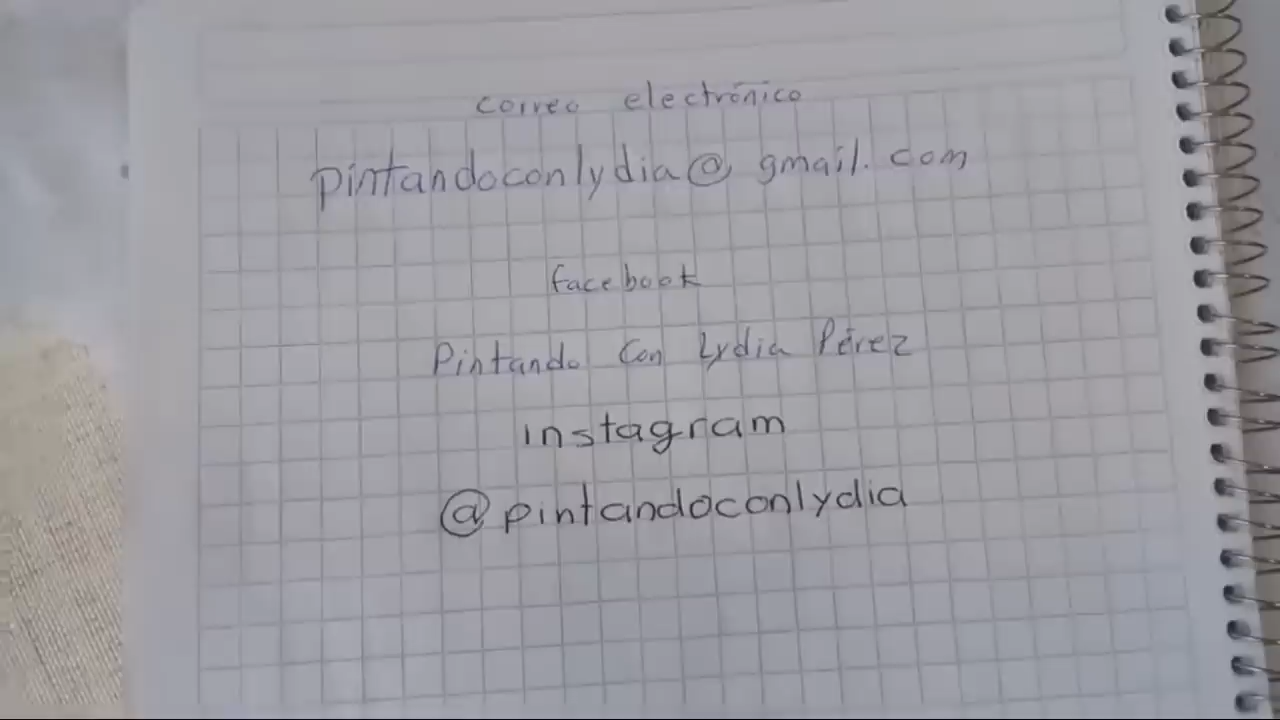 correo electrónico
pintandoconlydia@gmail.com
facebook
Pintando Con Lydia Pérez
instagram
@pintandoconlydia